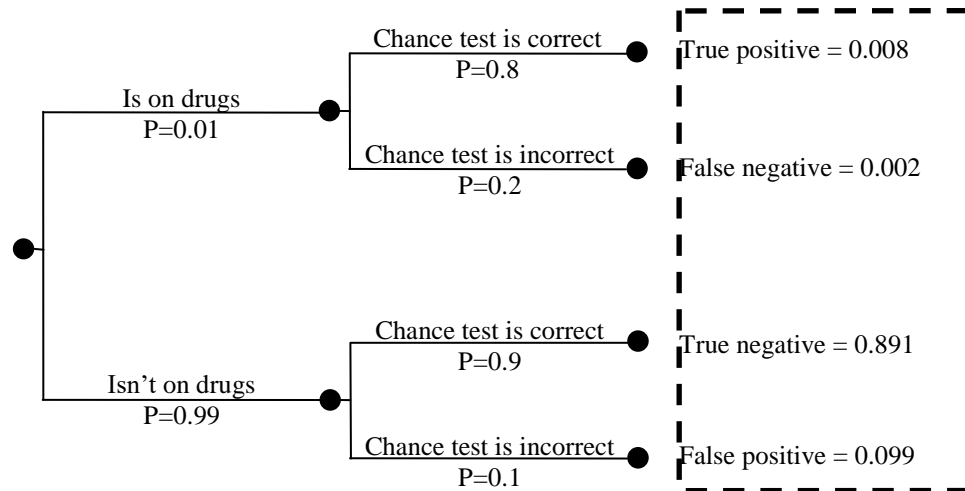 Chance test is correct
P=0.8
True positive = 0.008
Is on drugs
P=0.01
Chance test is incorrect
P=0.2
False negative = 0.002
Chance test is correct
P=0.9
True negative = 0.891
Isn’t on drugs
P=0.99
Chance test is incorrect
P=0.1
False positive = 0.099